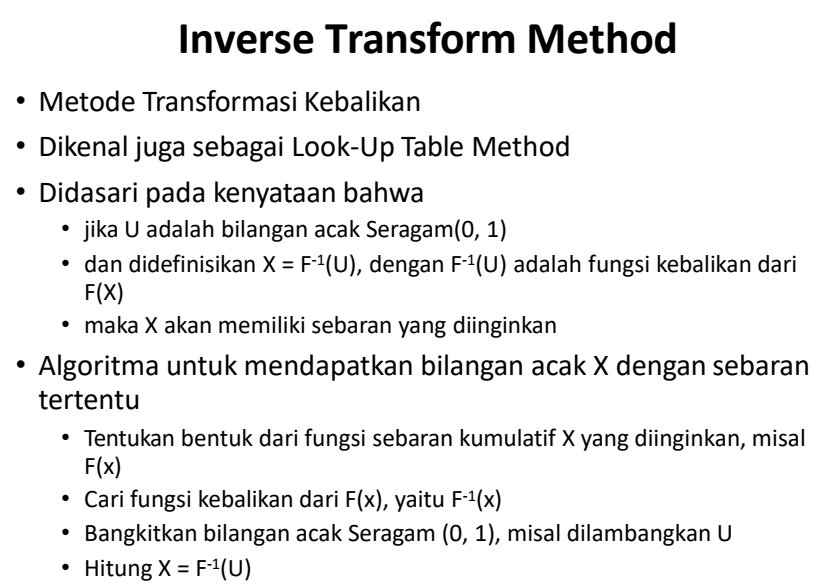 Inverse Transform Method
• Metode Transformasi Kebalikan
• Dikenal juga sebagai Look-Up Table Method
• Didasari pada kenyataan bahwa
• jika U adalah bilangan acak Seragam(0, 1)
• dan didefinisikan X = F⁻¹(U), dengan F⁻¹(U) adalah fungsi kebalikan dari
F(X)
• maka X akan memiliki sebaran yang diinginkan
• Algoritma untuk mendapatkan bilangan acak X dengan sebaran
tertentu
• Tentukan bentuk dari fungsi sebaran kumulatif X yang diinginkan, misal
F(x)
• Cari fungsi kebalikan dari F(x), yaitu F⁻¹(x)
• Bangkitkan bilangan acak Seragam (0, 1), misal dilambangkan U
• Hitung X = F⁻¹(U)